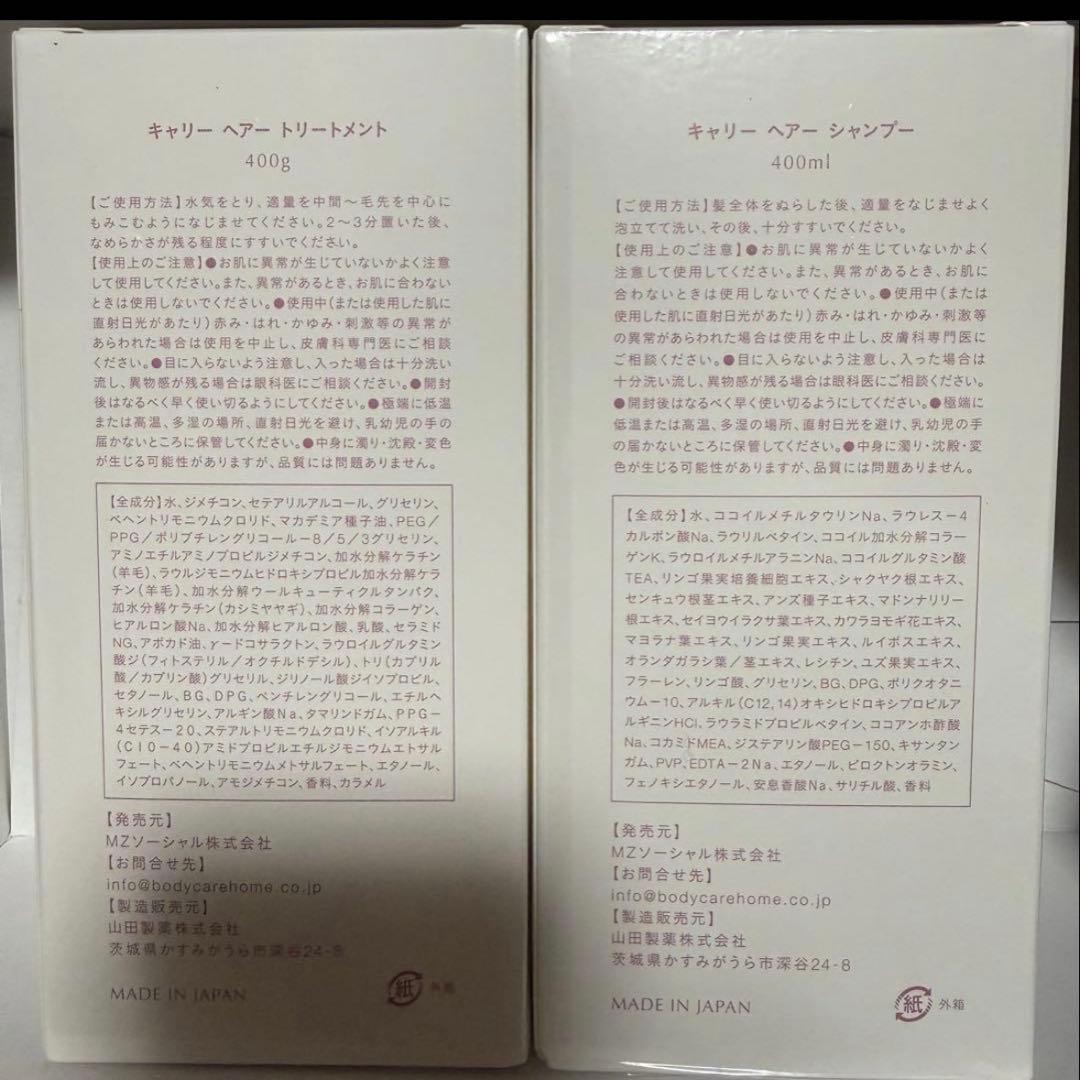 キャリー ヘアー トリートメント
400g
【ご使用方法】水気をとり、適量を中間〜毛先を中心に
もみこむようになじませてください。2〜3分置いた後、
なめらかさが残る程度にすすいでください。
【使用上のご注意】●お肌に異常が生じていないかよく注意
して使用してください。また、異常があるとき、お肌に合わない
ときは使用しないでください。●使用中(または使用した肌に
直射日光があたり)赤み・はれ・かゆみ・刺激等の異常が
あらわれた場合は使用を中止し、皮膚科専門医にご相談
ください。●目に入らないよう注意し、入った場合は十分洗い
流し、異物感が残る場合は眼科医にご相談ください。●開封
後はなるべく早く使い切るようにしてください。●極端に低温
または高温、多湿の場所、直射日光を避け、乳幼児の手の
届かないところに保管してください。●中身に濁り・沈殿・変色
が生じる可能性がありますが、品質には問題ありません。
【全成分】水、ジメチコン、セテアリルアルコール、グリセリン、
ベヘントリモニウムクロリド、マカデミア種子油、PEG/
PPG/ポリブチレングリコール−8/5/3グリセリン、
アミノエチルアミノプロピルジメチコン、加水分解ケラチン
(羊毛)、ラウルジモニウムヒドロキシプロピル加水分解ケラ
チン(羊毛)、加水分解ウールキューティクルタンパク、
加水分解ケラチン(カシミヤヤギ)、加水分解コラーゲン、
ヒアルロン酸Na、加水分解ヒアルロン酸、乳酸、セラミド
NG、アボカド油、γ−ドコサラクトン、ラウロイルグルタミン
酸ジ(フィトステリル/オクチルドデシル)、トリ(カプリル
酸/カプリン酸)グリセリル、ジリノール酸ジイソプロピル、
セタノール、BG、DPG、ペンチレングリコール、エチルヘ
キシルグリセリン、アルギン酸Na、タマリンドガム、PPG−
4セテス−20、ステアルトリモニウムクロリド、イソアルキル
(C10−40)アミドプロピルエチルジモニウムエトサル
フェート、ベヘントリモニウムメトサルフェート、エタノール、
イソプロパノール、アモジメチコン、香料、カラメル
【発売元】
MZソーシャル株式会社
【お問合せ先】
info@bodycarehome.co.jp
【製造販売元】
山田製薬株式会社
茨城県かすみがうら市深谷24-8
MADE IN JAPAN
紙 外箱
キャリー ヘアー シャンプー
400ml
【ご使用方法】髪全体をぬらした後、適量をなじませよく
泡立てて洗い、その後、十分すすいでください。
【使用上のご注意】●お肌に異常が生じていないかよく
注意して使用してください。また、異常があるとき、お肌に
合わないときは使用しないでください。●使用中(または
使用した肌に直射日光があたり)赤み・はれ・かゆみ・刺激等
の異常があらわれた場合は使用を中止し、皮膚科専門医
にご相談ください。●目に入らないよう注意し、入った場合は
十分洗い流し、異物感が残る場合は眼科医にご相談ください。
●開封後はなるべく早く使い切るようにしてください。●極端に
低温または高温、多湿の場所、直射日光を避け、乳幼児の手
の届かないところに保管してください。●中身に濁り・沈殿・変
色が生じる可能性がありますが、品質には問題ありません。
【全成分】水、ココイルメチルタウリンNa、ラウレス−4
カルボン酸Na、ラウリルベタイン、ココイル加水分解コラー
ゲンK、ラウロイルメチルアラニンNa、ココイルグルタミン酸
TEA、リンゴ果実培養細胞エキス、シャクヤク根エキス、
センキュウ根茎エキス、アンズ種子エキス、マドンナリリー
根エキス、セイヨウイラクサ葉エキス、カワラヨモギ花エキス、
マヨラナ葉エキス、リンゴ果実エキス、ルイボスエキス、
オランダガラシ葉/茎エキス、レシチン、ユズ果実エキス、
フラーレン、リンゴ酸、グリセリン、BG、DPG、ポリクオタニ
ウム−10、アルキル(C12,14)オキシヒドロキシプロピルア
ルギニンHCl、ラウラミドプロピルベタイン、ココアンホ酢酸
Na、コカミドMEA、ジステアリン酸PEG−150、キサンタン
ガム、PVP、EDTA−2Na、エタノール、ピロクトンオラミン、
フェノキシエタノール、安息香酸Na、サリチル酸、香料
【発売元】
MZソーシャル株式会社
【お問合せ先】
info@bodycarehome.co.jp
【製造販売元】
山田製薬株式会社
茨城県かすみがうら市深谷24-8
MADE IN JAPAN
紙 外箱